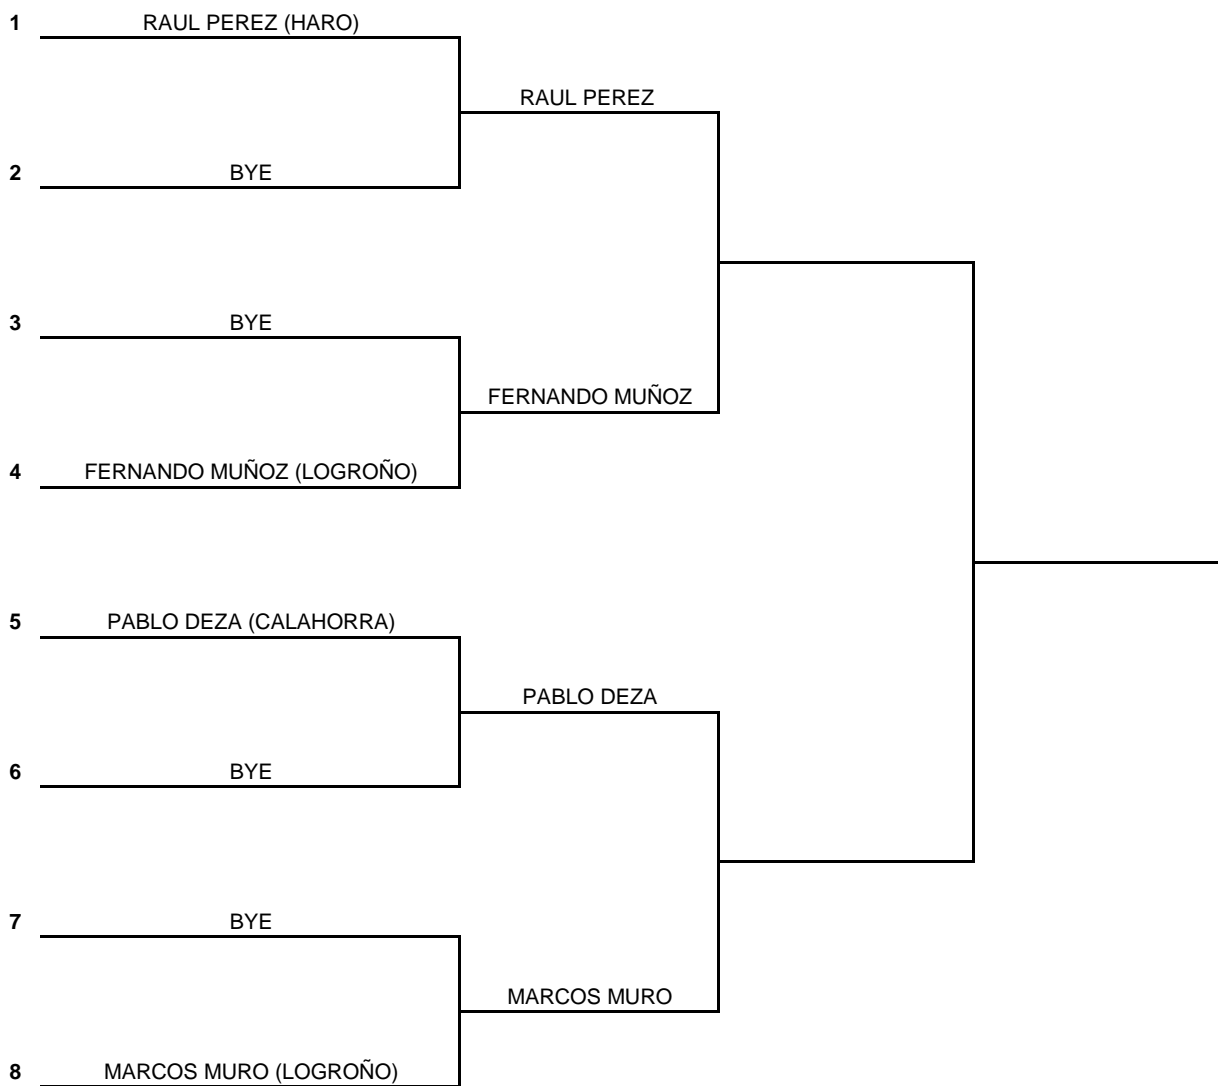 1 RAUL PEREZ (HARO)
RAUL PEREZ
2 BYE
3 BYE
FERNANDO MUÑOZ
4 FERNANDO MUÑOZ (LOGROÑO)
5 PABLO DEZA (CALAHORRA)
PABLO DEZA
6 BYE
7 BYE
MARCOS MURO
8 MARCOS MURO (LOGROÑO)